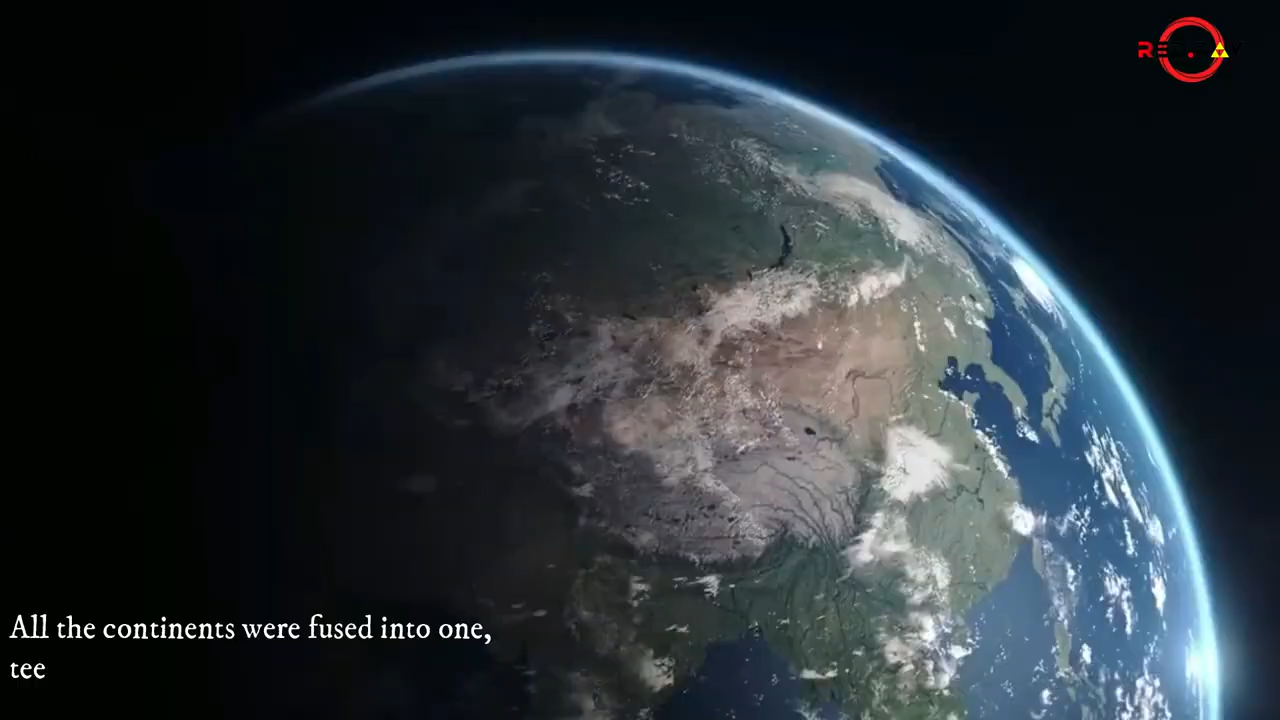 All the continents were fused into one,
tee